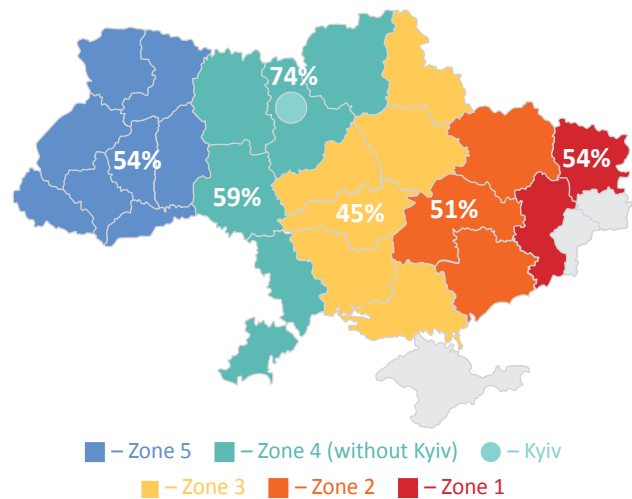 74%
54%
54%
59%
45%
51%
– Zone 5
– Zone 4 (without Kyiv)
– Kyiv
– Zone 3
– Zone 2
– Zone 1